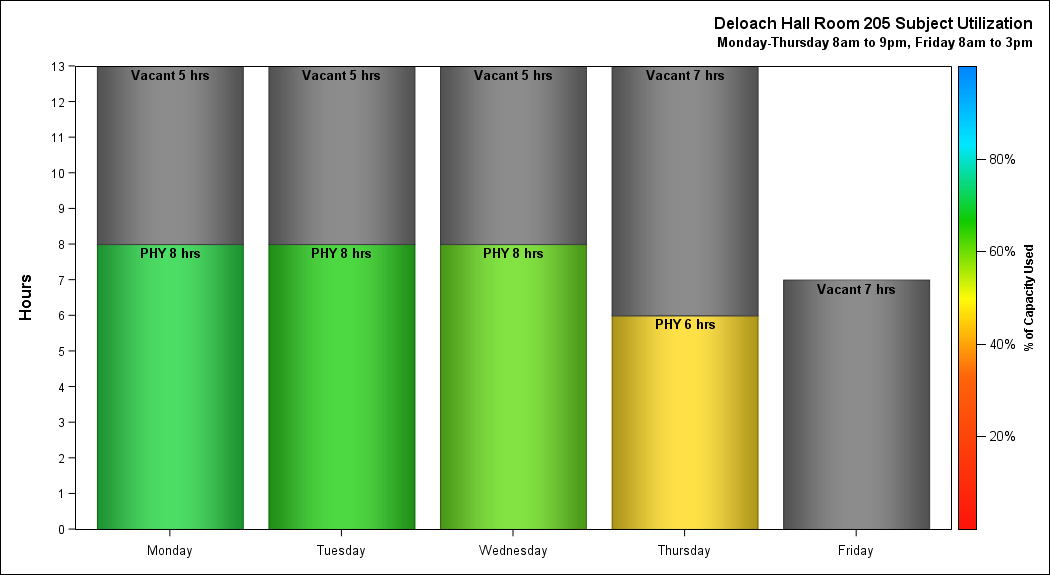 Deloach Hall Room 205 Subject Utilization
Monday-Thursday 8am to 9pm, Friday 8am to 3pm
Hours
13
12
11
10
9
8
7
6
5
4
3
2
1
0
Vacant 5 hrs
PHY 8 hrs
Vacant 5 hrs
PHY 8 hrs
Vacant 5 hrs
PHY 8 hrs
Vacant 7 hrs
PHY 6 hrs
Vacant 7 hrs
Monday
Tuesday
Wednesday
Thursday
Friday
80%
60%
40%
20%
% of Capacity Used